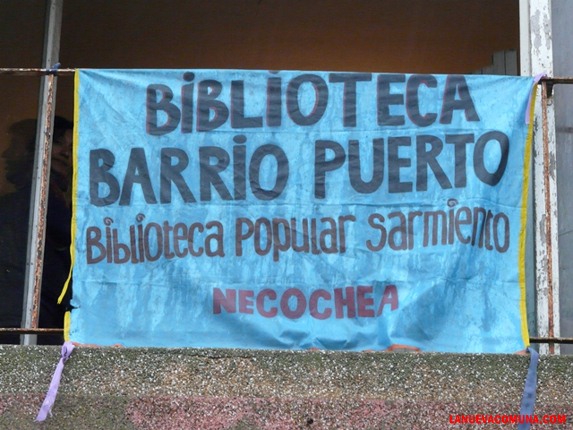 BIBLIOTECA
BARRIO PUERTO
BIBLIOTECA POPULAR SARMIENTO
NECOCHEA
LANUEVACOMUNA.COM